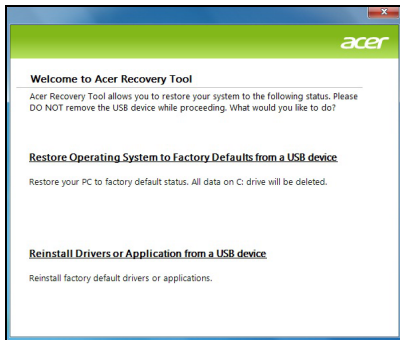 acer
Welcome to Acer Recovery Tool
Acer Recovery Tool allows you to restore your system to the following status. Please
DO NOT remove the USB device while proceeding. What would you like to do?
Restore Operating System to Factory Defaults from a USB device
Restore your PC to factory default status. All data on C: drive will be deleted.
Reinstall Drivers or Application from a USB device
Reinstall factory default drivers or applications.